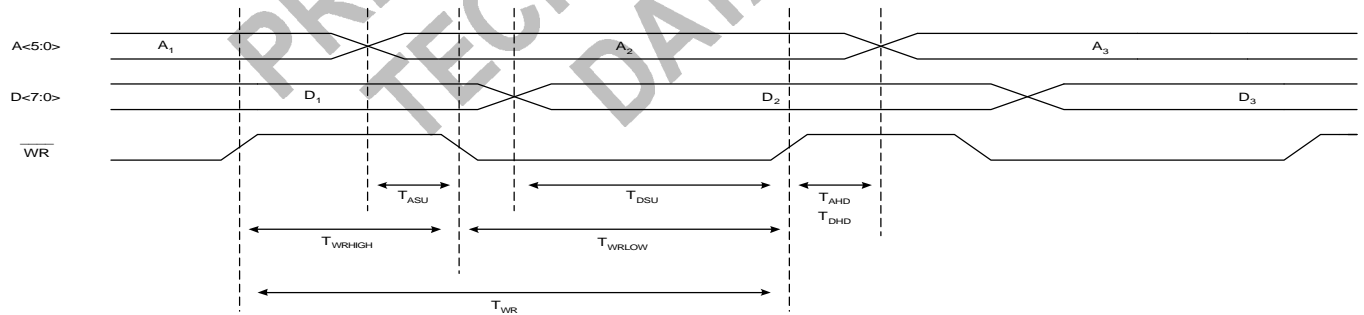 A<5:0>
A1
A2
A3
D<7:0>
D1
D2
D3
WR
TASU
TDSU
TAHD
TDHD
TWRHIGH
TWRLOW
TWR